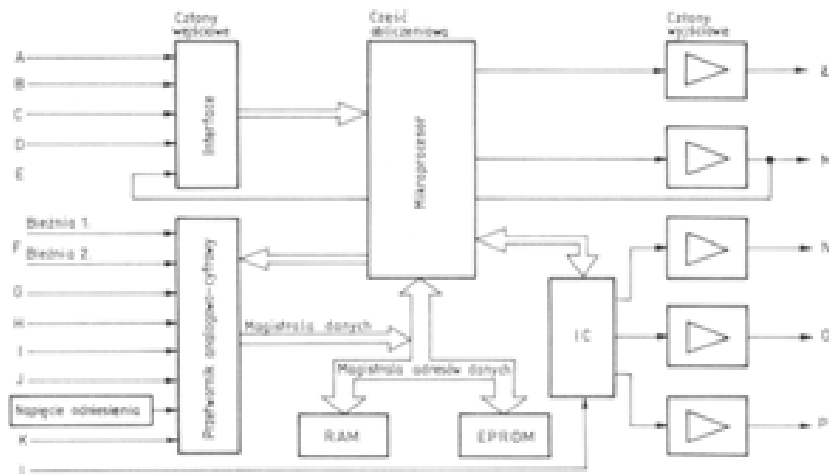 Człony
wejściowe
Część
obliczeniowa
Człony
wyjściowe
A
B
C
D
E
Interface
Mikroprocesor
Bieżnia 1.
F
Bieżnia 2.
G
H
I
J
Napięcie odniesienia
K
Przetwornik analogowo-cyfrowy
Magistrala danych
Magistrala adresów danych
RAM
EPROM
IC
N
O
P